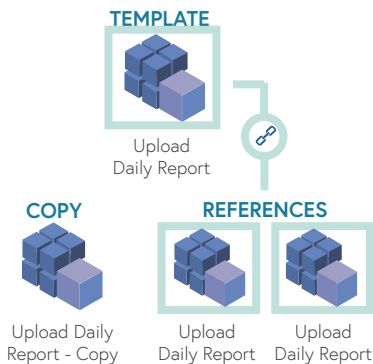 TEMPLATE
Upload
Daily Report
COPY
REFERENCES
Upload Daily
Report - Copy
Upload
Daily Report
Upload
Daily Report